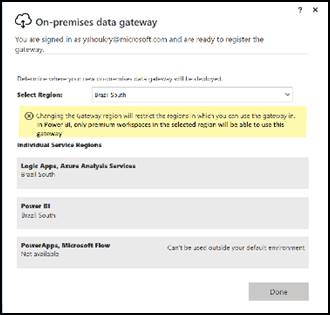 ? ×
On-premises data gateway
You are signed in as yshoukry@microsoft.com and are ready to register the
gateway.
Determine where your new on-premises data gateway will be deployed.
Select Region: Brazil South
Changing the Gateway region will restrict the regions in which you can use the gateway in.
In Power BI, only premium workspaces in the selected region will be able to use this
gateway
Individual Service Regions
Logic Apps, Azure Analysis Services
Brazil South
Power BI
Brazil South
PowerApps, Microsoft Flow Can't be used outside your default environment
Not available
Done